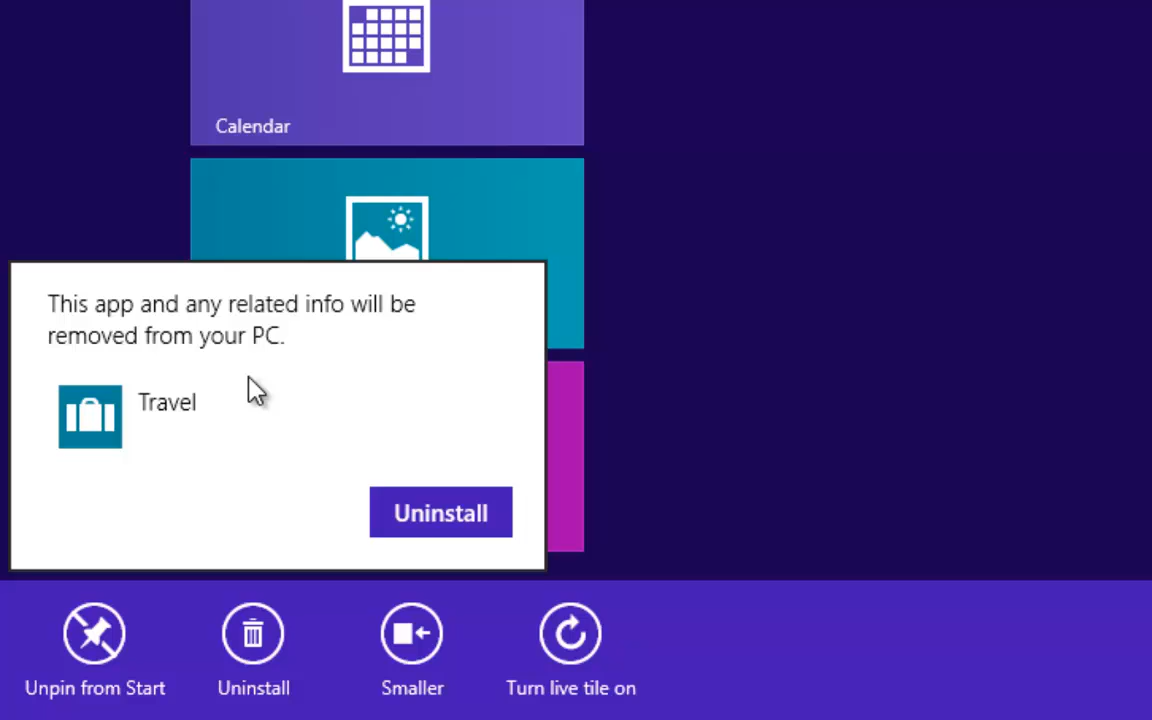 Calendar
This app and any related info will be
removed from your PC.
Travel
Uninstall
Unpin from Start
Uninstall
Smaller
Turn live tile on